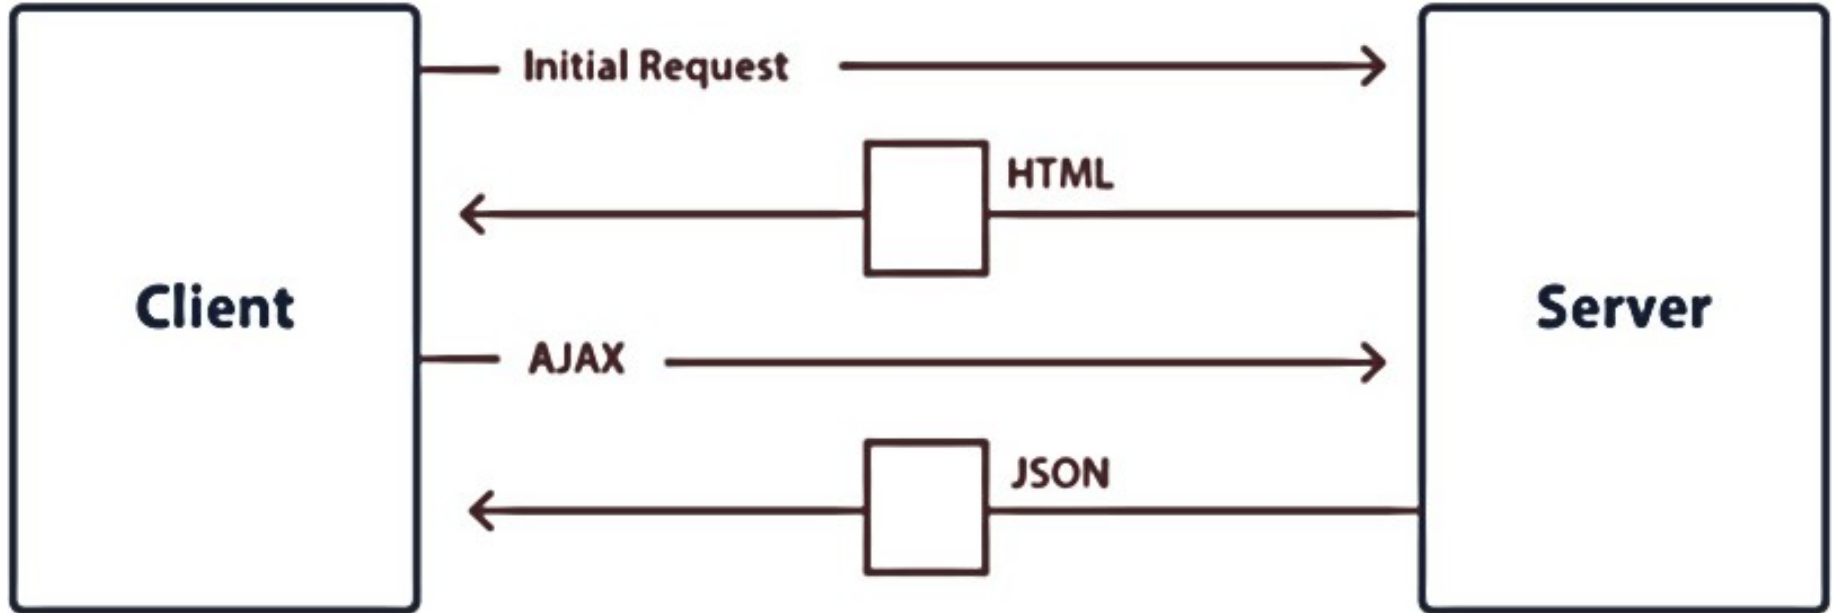 Initial Request
HTML
Client
Server
AJAX
JSON